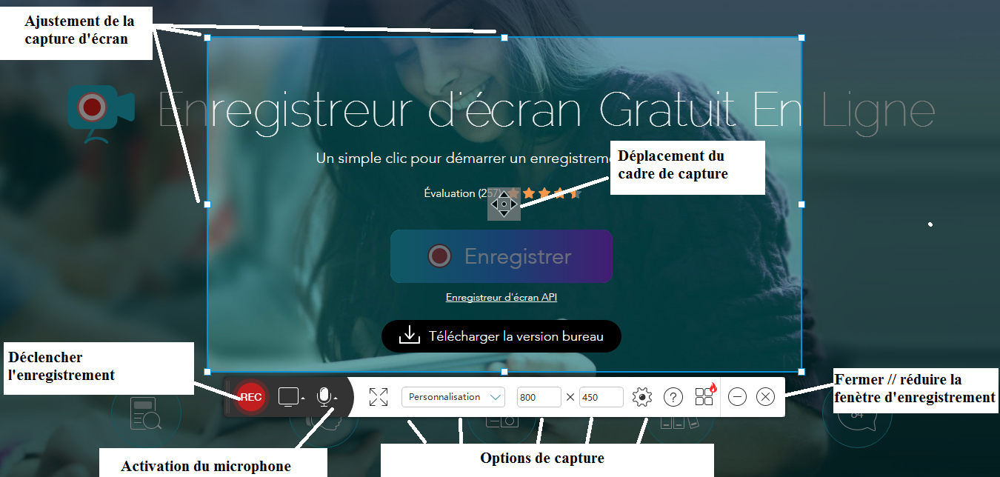 Ajustement de la
capture d'écran
Enregistreur d'écran Gratuit En Ligne
Un simple clic pour démarrer un enregistreme
Déplacement du
cadre de capture
Évaluation (257)
Enregistrer
Enregistreur d'écran API
Télécharger la version bureau
Déclencher
l'enregistrement
REC
Personnalisation
800
450
?
Fermer // réduire la
fenètre d'enregistrement
Activation du microphone
Options de capture